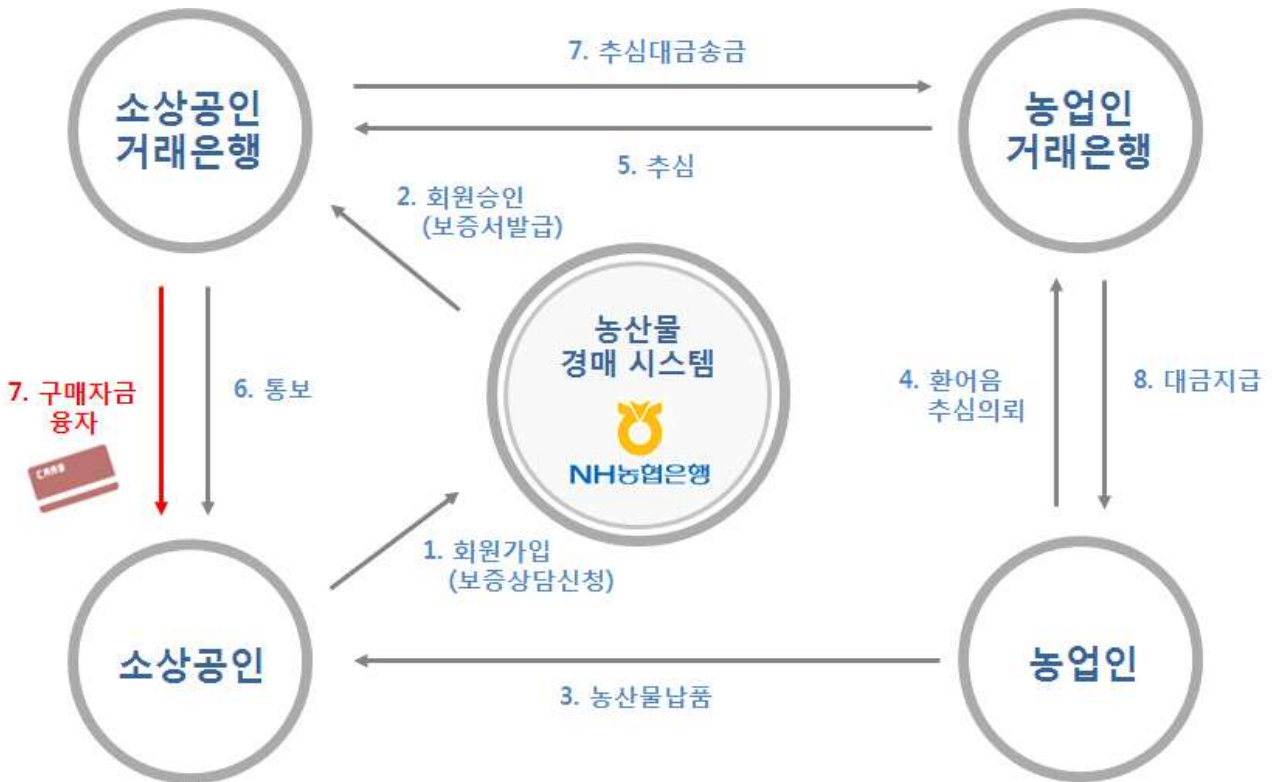 7. 추심대금송금
소상공인
거래은행
농업인
거래은행
5. 추심
2. 회원승인
(보증서발급)
농산물
경매 시스템
NH농협은행
7. 구매자금
융자
6. 통보
4. 환어음
추심의뢰
8. 대금지급
CARD
1. 회원가입
(보증상담신청)
소상공인
농업인
3. 농산물납품